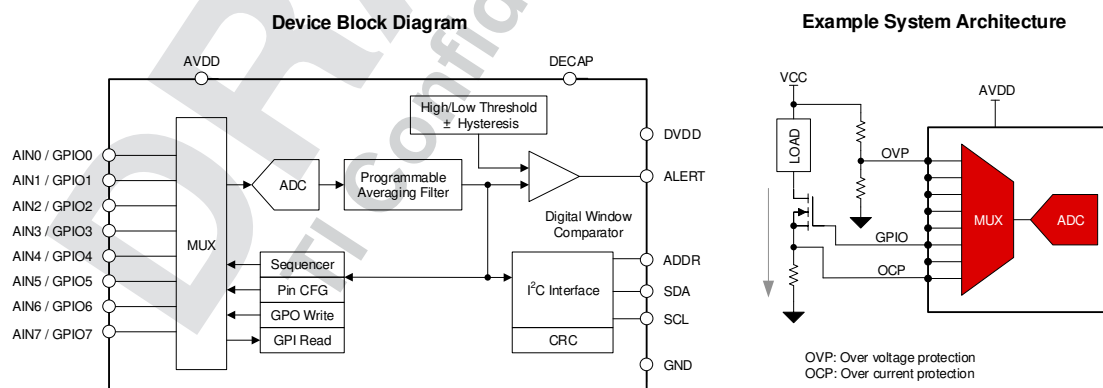 Device Block Diagram
Example System Architecture
DRA
TI Confid
AVDD
DECAP
High/Low Threshold
± Hysteresis
DVDD
AIN0 / GPIO0
AIN1 / GPIO1
AIN2 / GPIO2
AIN3 / GPIO3
AIN4 / GPIO4
AIN5 / GPIO5
AIN6 / GPIO6
AIN7 / GPIO7
MUX
ADC
Programmable
Averaging Filter
ALERT
Digital Window
Comparator
Sequencer
Pin CFG
GPO Write
GPI Read
I²C Interface
CRC
ADDR
SDA
SCL
GND
VCC
AVDD
LOAD
OVP
GPIO
OCP
MUX
ADC
OVP: Over voltage protection
OCP: Over current protection